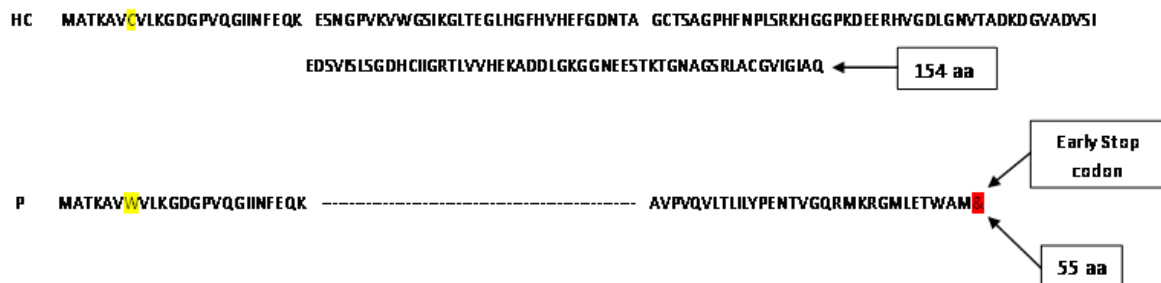 HC MATKAVCVLKGDGPVQGIINFEQK ESNGPVKVWGSIKGLTEGLHGFHVHEFGDNTA GCTSAGPHFNPLSRKHGGPKDEERHVGDLGNVTADKDGVADVSI
EDSVISLSGDHCIIGRTLVVHEKADDLGKGGNEESTKTGNAGSRLACGVIGIAQ
154 aa
Early Stop
codon
P MATKAVWVLKGDGPVQGIINFEQK --------------------------------------- AVPVQVLTLILYPENTVGQRMKRGMLETWAM&
55 aa